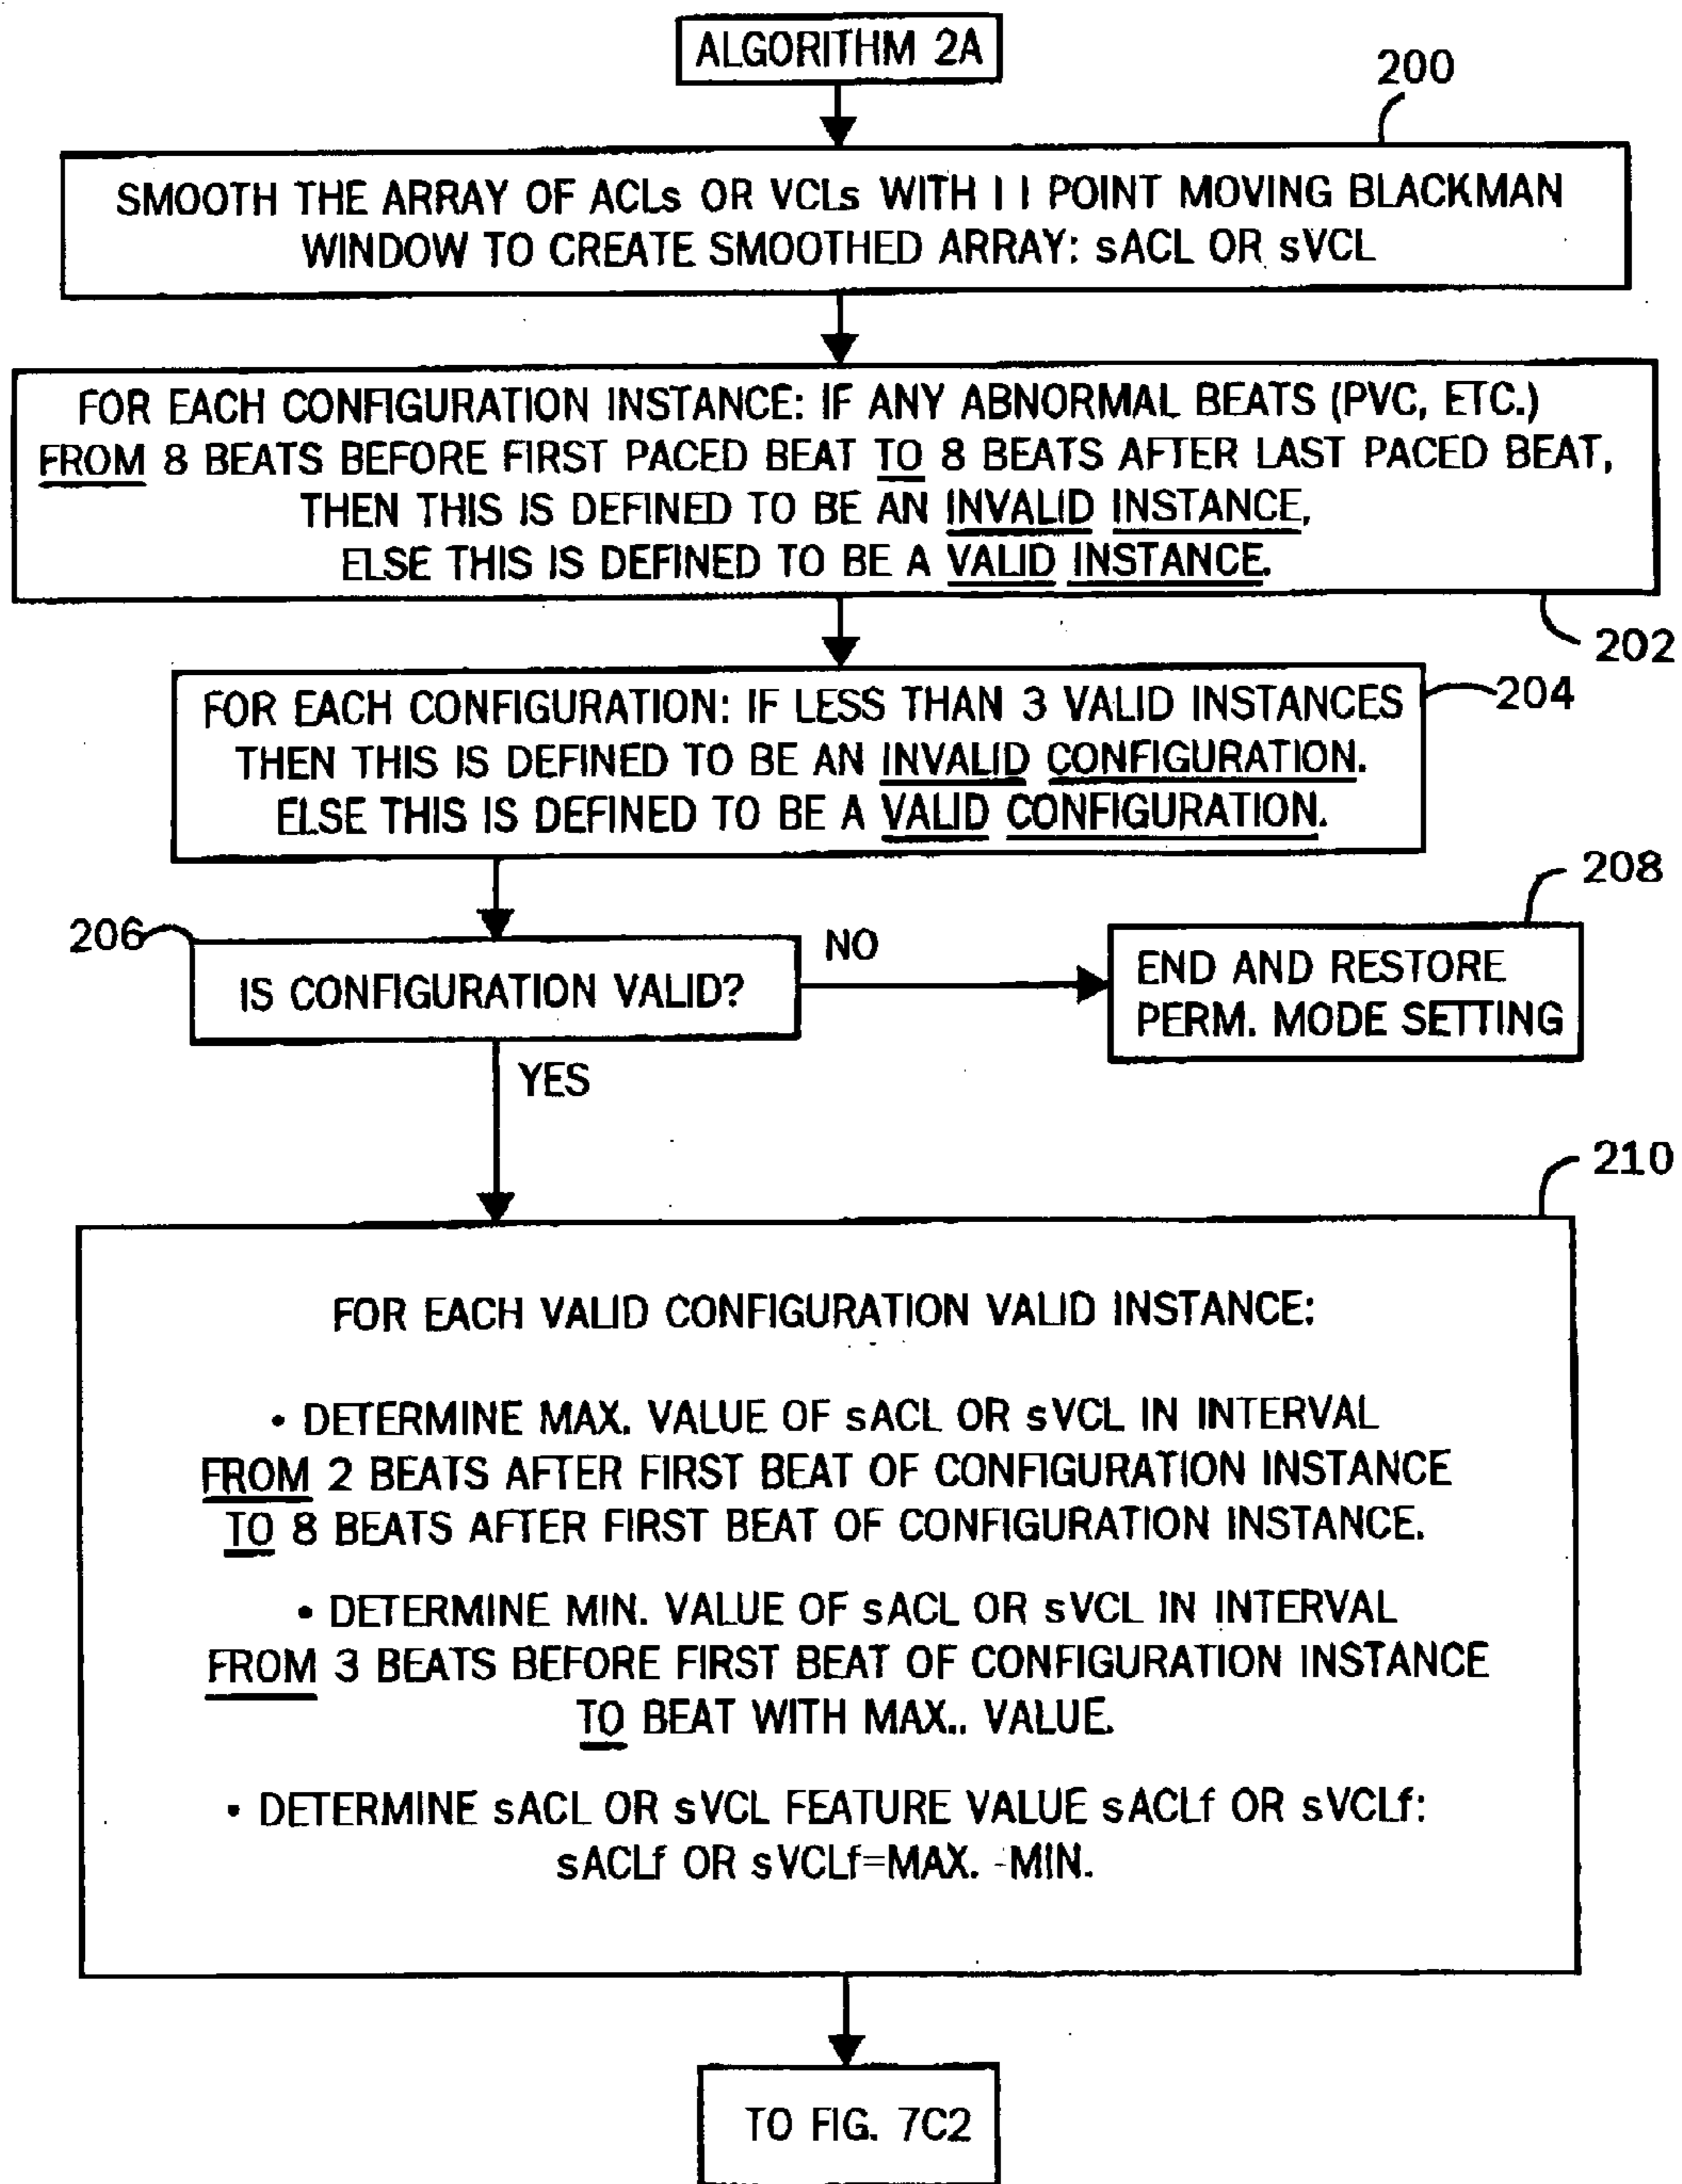 ALGORITHM 2A
200
SMOOTH THE ARRAY OF ACLs OR VCLs WITH 11 POINT MOVING BLACKMAN
WINDOW TO CREATE SMOOTHED ARRAY: sACL OR sVCL
FOR EACH CONFIGURATION INSTANCE: IF ANY ABNORMAL BEATS (PVC, ETC.)
FROM 8 BEATS BEFORE FIRST PACED BEAT TO 8 BEATS AFTER LAST PACED BEAT,
THEN THIS IS DEFINED TO BE AN INVALID INSTANCE,
ELSE THIS IS DEFINED TO BE A VALID INSTANCE.
202
FOR EACH CONFIGURATION: IF LESS THAN 3 VALID INSTANCES
204
THEN THIS IS DEFINED TO BE AN INVALID CONFIGURATION.
ELSE THIS IS DEFINED TO BE A VALID CONFIGURATION.
206
IS CONFIGURATION VALID?
NO
208
END AND RESTORE
PERM. MODE SETTING
YES
210
FOR EACH VALID CONFIGURATION VALID INSTANCE:
• DETERMINE MAX. VALUE OF sACL OR sVCL IN INTERVAL
FROM 2 BEATS AFTER FIRST BEAT OF CONFIGURATION INSTANCE
TO 8 BEATS AFTER FIRST BEAT OF CONFIGURATION INSTANCE.
• DETERMINE MIN. VALUE OF sACL OR sVCL IN INTERVAL
FROM 3 BEATS BEFORE FIRST BEAT OF CONFIGURATION INSTANCE
TO BEAT WITH MAX.. VALUE.
• DETERMINE sACL OR sVCL FEATURE VALUE sACLf OR sVCLf:
sACLf OR sVCLf=MAX. -MIN.
TO FIG. 7C2